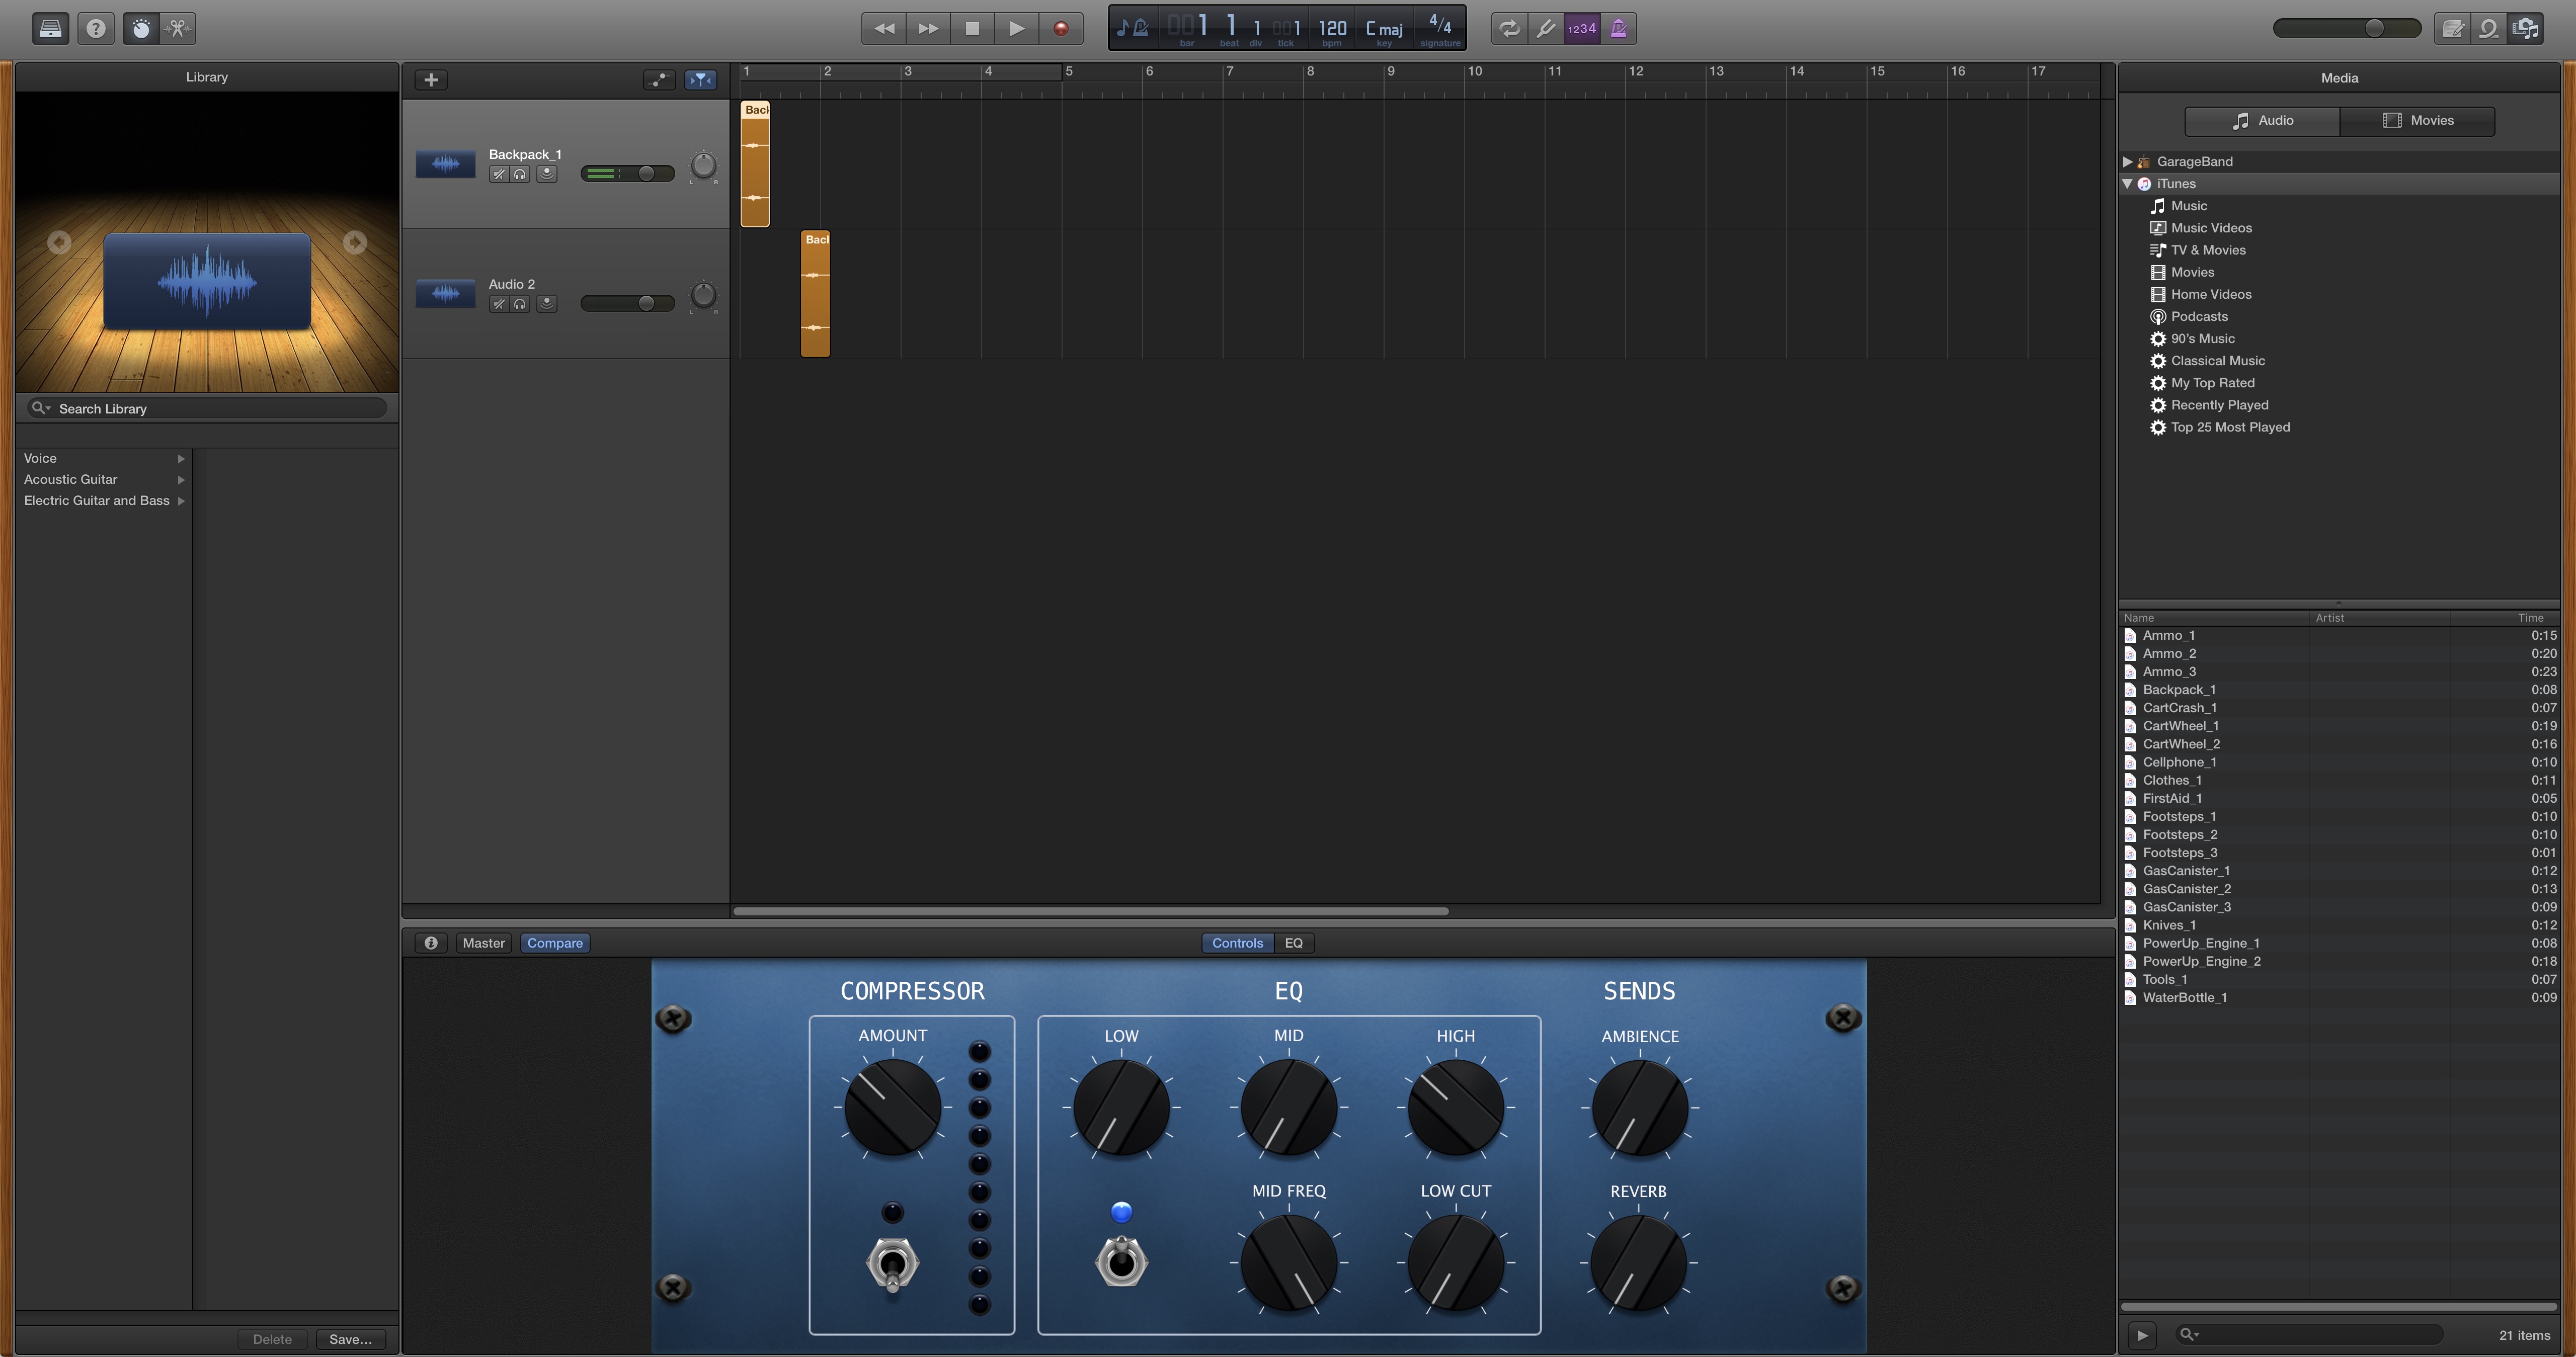 1 1 1 1 120 C maj 4/4
bar beat div tick bpm key signature
1234
Library
Search Library
Voice
Acoustic Guitar
Electric Guitar and Bass
Delete
Save...
1 2 3 4 5 6 7 8 9 10 11 12 13 14 15 16 17
Backpack_1
L R
Audio 2
L R
Master
Compare
Controls
EQ
COMPRESSOR
AMOUNT
EQ
LOW
MID
HIGH
MID FREQ
LOW CUT
SENDS
AMBIENCE
REVERB
Media
Audio
Movies
GarageBand
iTunes
Music
Music Videos
TV & Movies
Movies
Home Videos
Podcasts
90's Music
Classical Music
My Top Rated
Recently Played
Top 25 Most Played
Name Artist Time
Ammo_1 0:15
Ammo_2 0:20
Ammo_3 0:23
Backpack_1 0:08
CartCrash_1 0:07
CartWheel_1 0:19
CartWheel_2 0:16
Cellphone_1 0:10
Clothes_1 0:11
FirstAid_1 0:05
Footsteps_1 0:10
Footsteps_2 0:10
Footsteps_3 0:01
GasCanister_1 0:12
GasCanister_2 0:13
GasCanister_3 0:09
Knives_1 0:12
PowerUp_Engine_1 0:08
PowerUp_Engine_2 0:18
Tools_1 0:07
WaterBottle_1 0:09
21 items